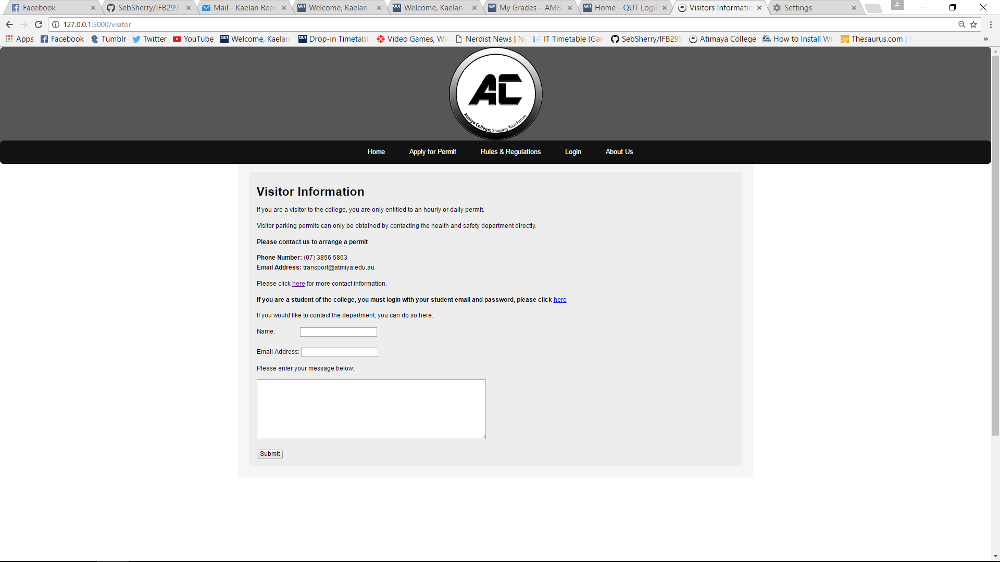 Facebook
SebSherry/IFB299-
Mail - Kaelan Reec
Welcome, Kaelan -
Welcome, Kaelan -
My Grades – AMB
Home - QUT Logi
Visitors Informatio
Settings
127.0.0.1:5000/visitor
Apps
Facebook
Tumblr
Twitter
YouTube
Welcome, Kaelan
Drop-in Timetabl
Video Games, Wi
Nerdist News | N
IT Timetable (Gar
SebSherry/IFB299
Atimaya College
How to Install Wi
Thesaurus.com |
»
AC
Atmiya College: Shaping Your Future
Home
Apply for Permit
Rules & Regulations
Login
About Us
Visitor Information
If you are a visitor to the college, you are only entitled to an hourly or daily permit.
Visitor parking permits can only be obtained by contacting the health and safety department directly.
Please contact us to arrange a permit
Phone Number: (07) 3856 5863
Email Address: transport@atmiya.edu.au
Please click here for more contact information.
If you are a student of the college, you must login with your student email and password, please click here
If you would like to contact the department, you can do so here:
Name:
Email Address:
Please enter your message below:
Submit